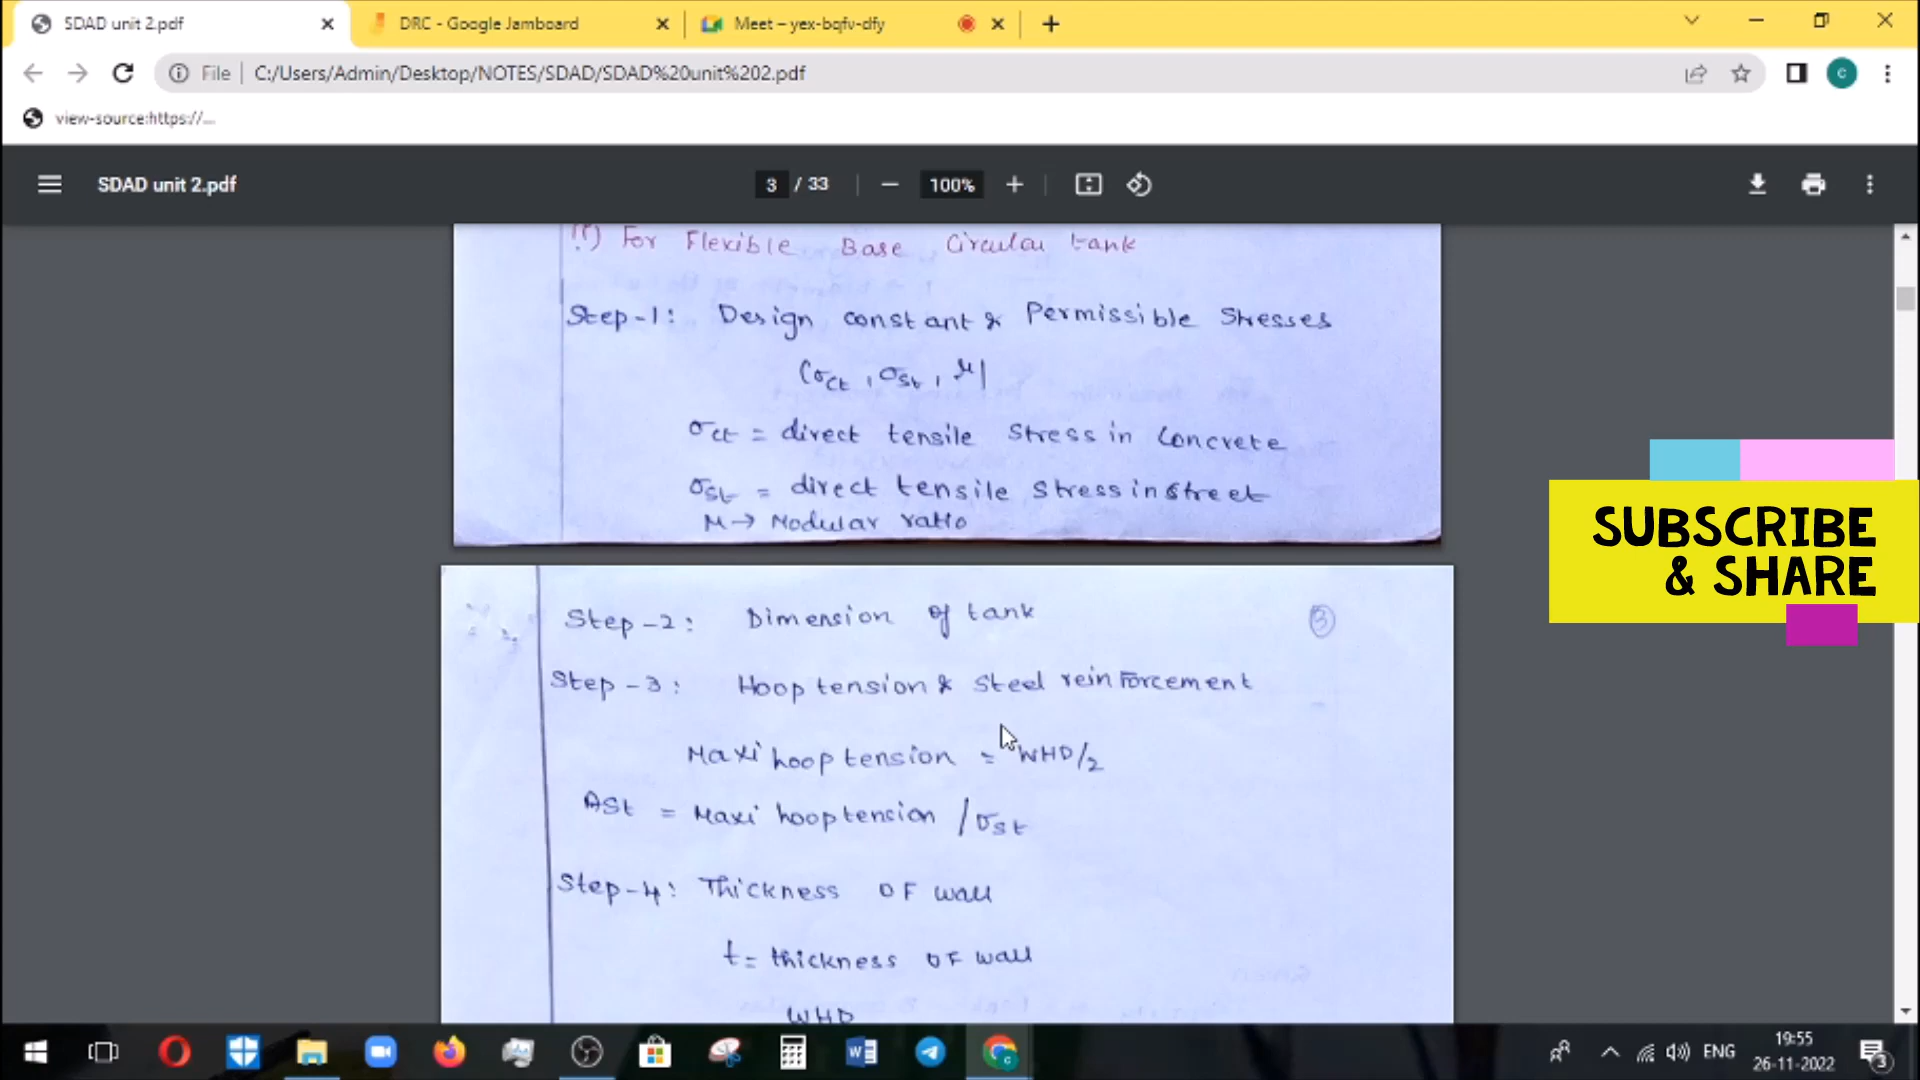 SDAD unit 2.pdf
DRC - Google Jamboard
Meet – yex-bqfv-dfy
File
C:/Users/Admin/Desktop/NOTES/SDAD/SDAD%20unit%202.pdf
C
view-source:https://...
SDAD unit 2.pdf
3 / 33
100%
For Flexible Base Circular tank
Step-1: Design constant & Permissible Stresses
(σct, σst,
σct = direct tensile Stress in Concrete
σst = direct tensile stress in
M → Modular ratio
SUBSCRIBE
& SHARE
Step-2: Dimension of tank
3
Step-3: Hoop tension & Steel reinforcement
Maxi hoop tension = WHD/2
Ast = Maxi hoop tension / σst
Step-4: Thickness OF wall
t = thickness OF wall
WHD
19:55
ENG
26-11-2022
3